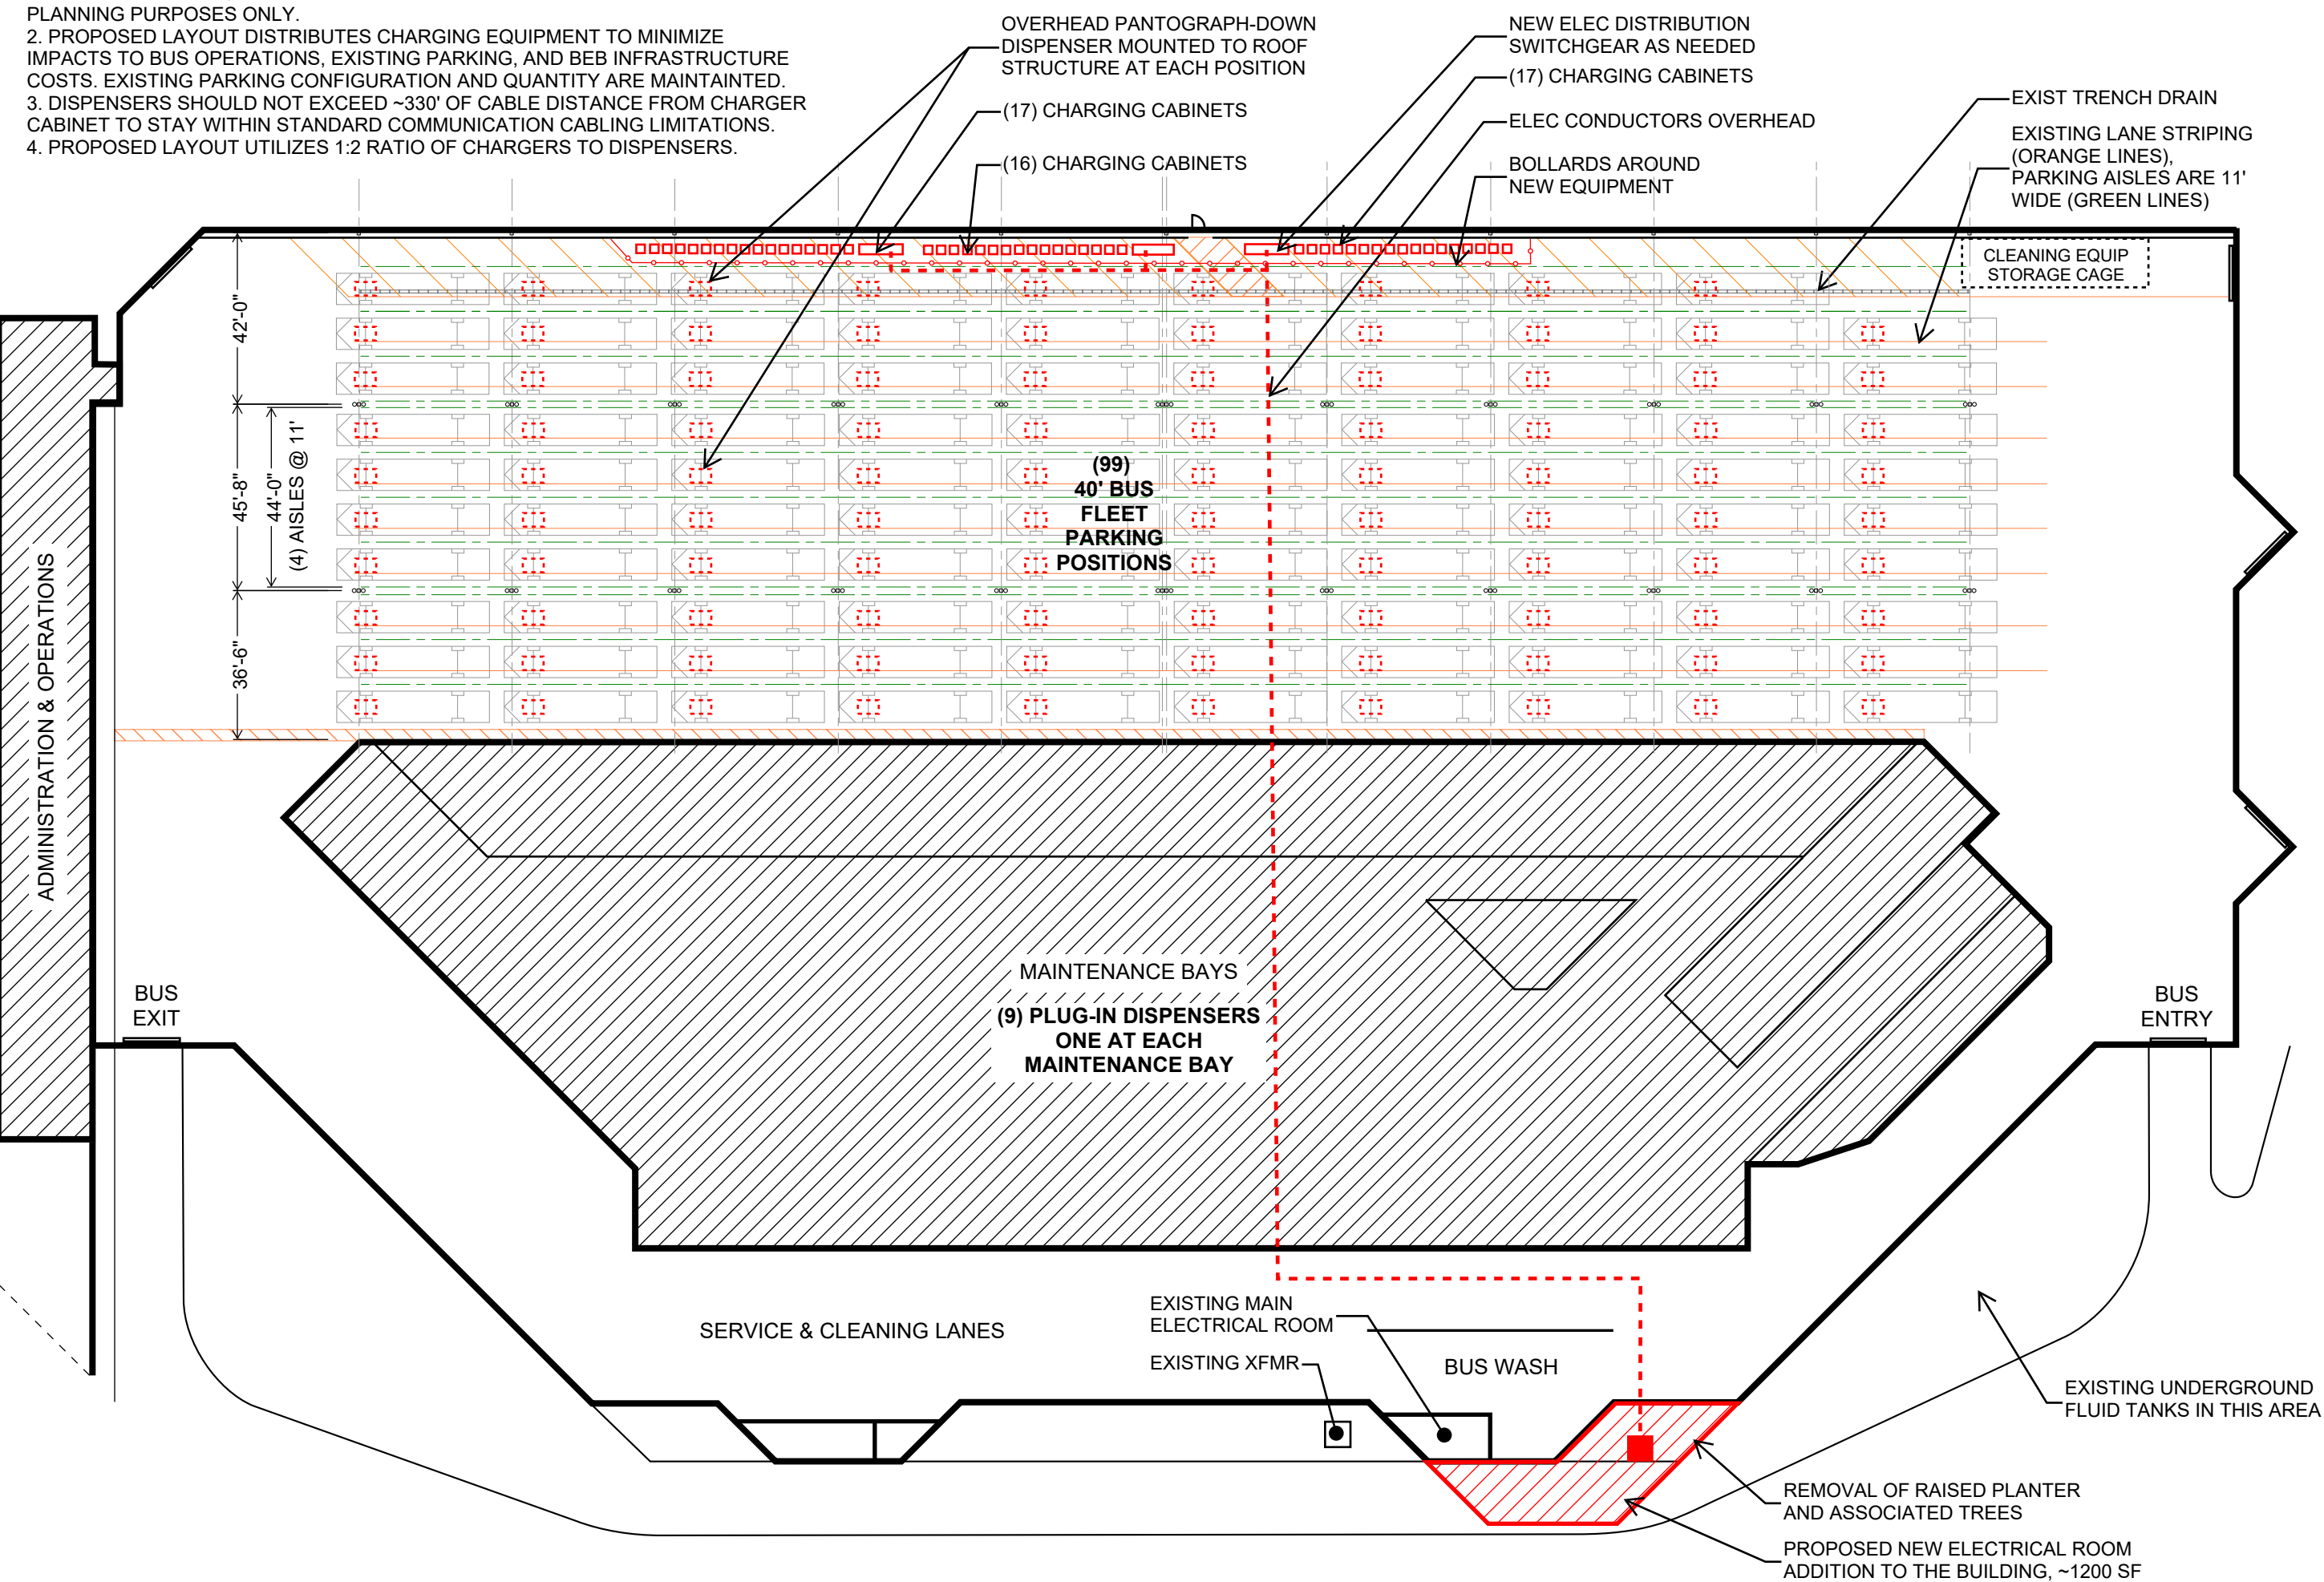 PLANNING PURPOSES ONLY.
2. PROPOSED LAYOUT DISTRIBUTES CHARGING EQUIPMENT TO MINIMIZE
IMPACTS TO BUS OPERATIONS, EXISTING PARKING, AND BEB INFRASTRUCTURE
COSTS. EXISTING PARKING CONFIGURATION AND QUANTITY ARE MAINTAINTED.
3. DISPENSERS SHOULD NOT EXCEED ~330' OF CABLE DISTANCE FROM CHARGER
CABINET TO STAY WITHIN STANDARD COMMUNICATION CABLING LIMITATIONS.
4. PROPOSED LAYOUT UTILIZES 1:2 RATIO OF CHARGERS TO DISPENSERS.
OVERHEAD PANTOGRAPH-DOWN
DISPENSER MOUNTED TO ROOF
STRUCTURE AT EACH POSITION
(17) CHARGING CABINETS
(16) CHARGING CABINETS
NEW ELEC DISTRIBUTION
SWITCHGEAR AS NEEDED
(17) CHARGING CABINETS
ELEC CONDUCTORS OVERHEAD
BOLLARDS AROUND
NEW EQUIPMENT
EXIST TRENCH DRAIN
EXISTING LANE STRIPING
(ORANGE LINES),
PARKING AISLES ARE 11'
WIDE (GREEN LINES)
CLEANING EQUIP
STORAGE CAGE
42'-0"
45'-8"
44'-0"
(4) AISLES @ 11'
36'-6"
(99)
40' BUS
FLEET
PARKING
POSITIONS
ADMINISTRATION & OPERATIONS
MAINTENANCE BAYS
(9) PLUG-IN DISPENSERS
ONE AT EACH
MAINTENANCE BAY
BUS
EXIT
BUS
ENTRY
SERVICE & CLEANING LANES
EXISTING MAIN
ELECTRICAL ROOM
EXISTING XFMR
BUS WASH
EXISTING UNDERGROUND
FLUID TANKS IN THIS AREA
REMOVAL OF RAISED PLANTER
AND ASSOCIATED TREES
PROPOSED NEW ELECTRICAL ROOM
ADDITION TO THE BUILDING, ~1200 SF